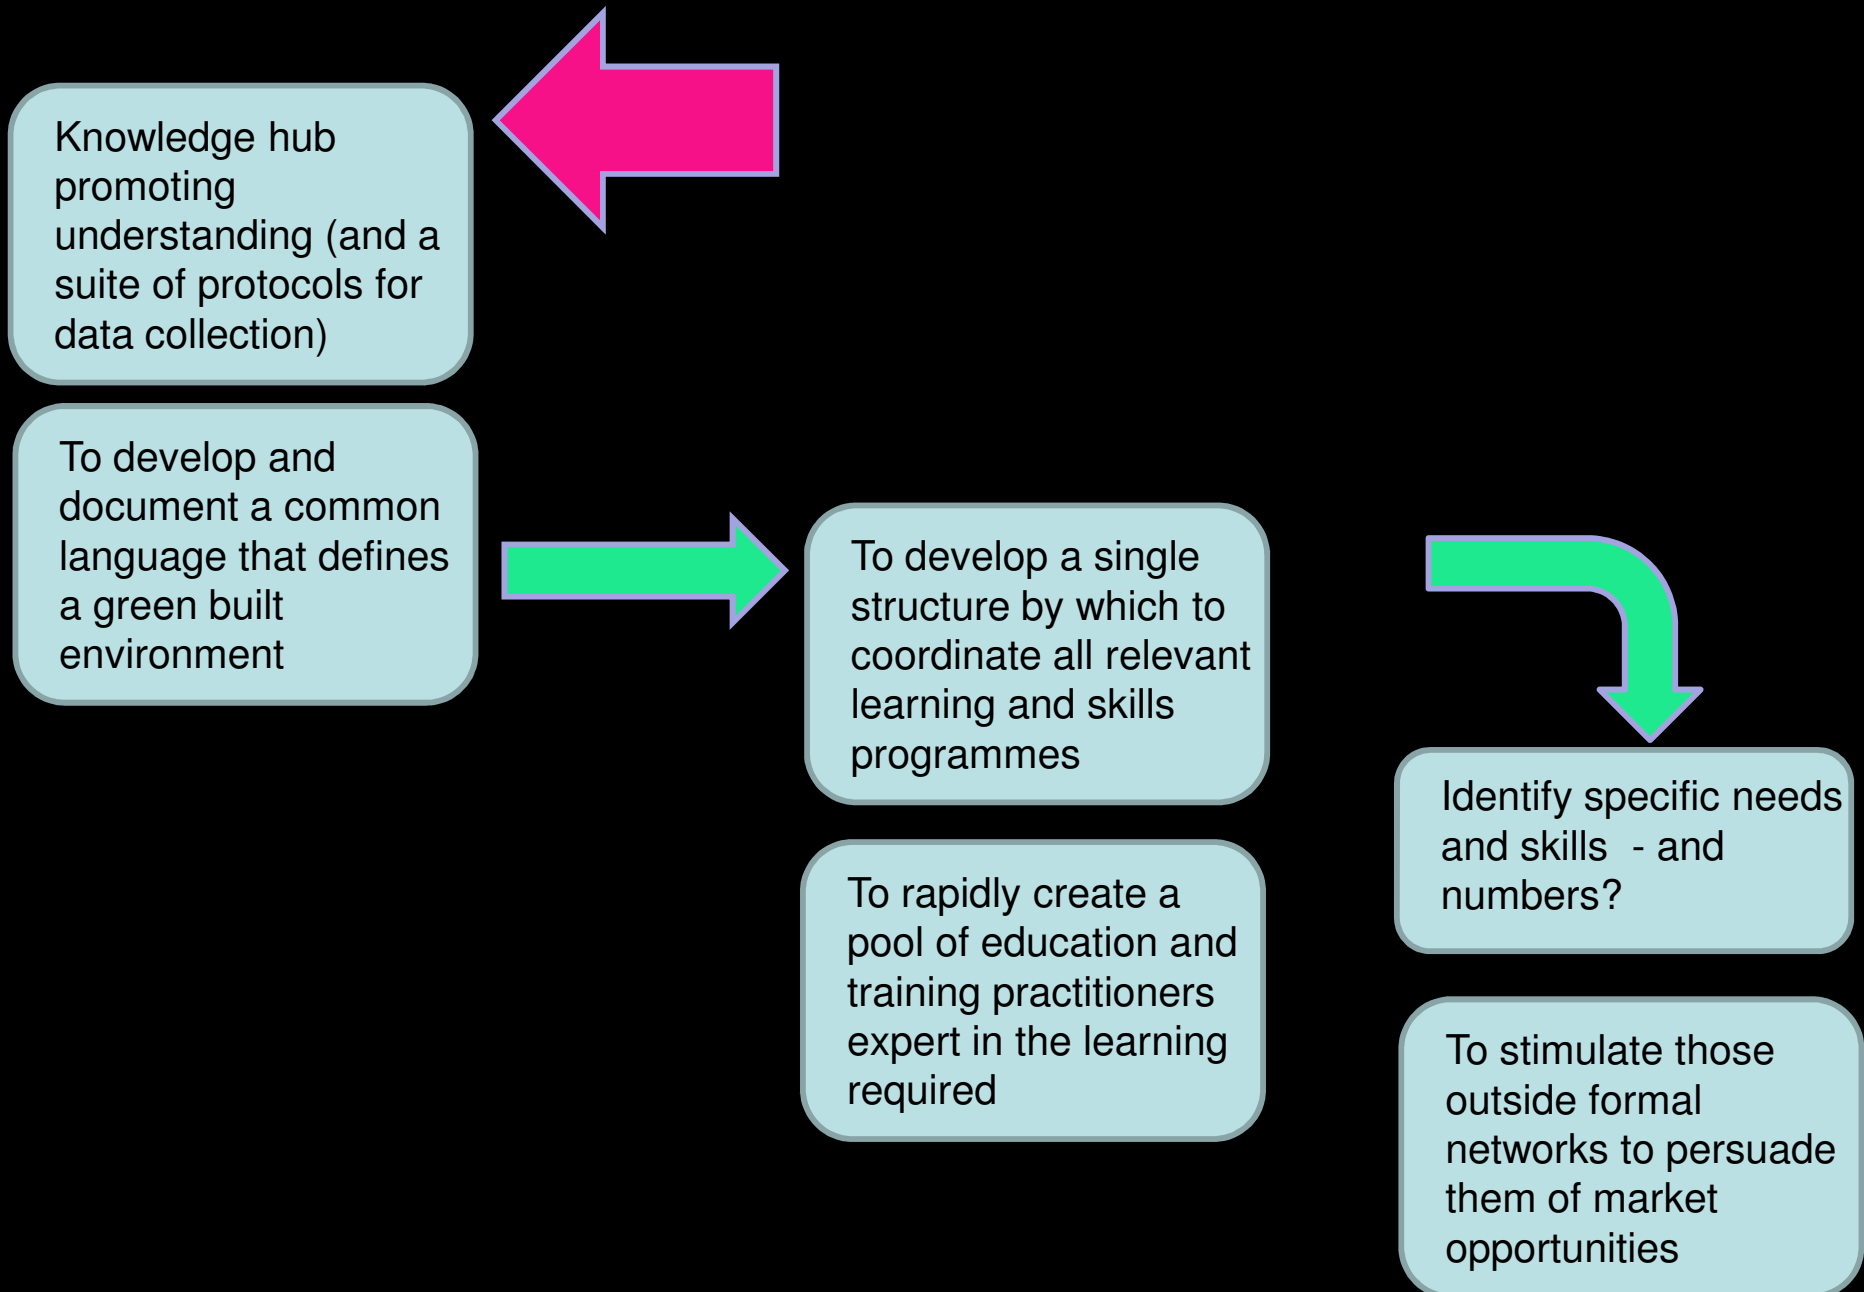 Knowledge hub
promoting
understanding (and a
suite of protocols for
data collection)
To develop and
document a common
language that defines
a green built
environment
To develop a single
structure by which to
coordinate all relevant
learning and skills
programmes
To rapidly create a
pool of education and
training practitioners
expert in the learning
required
Identify specific needs
and skills  - and
numbers?
To stimulate those
outside formal
networks to persuade
them of market
opportunities